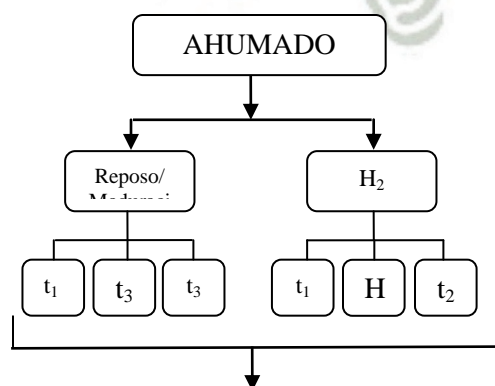 AHUMADO
Reposo/
H₂
t₁
t₃
t₃
t₁
H
t₂